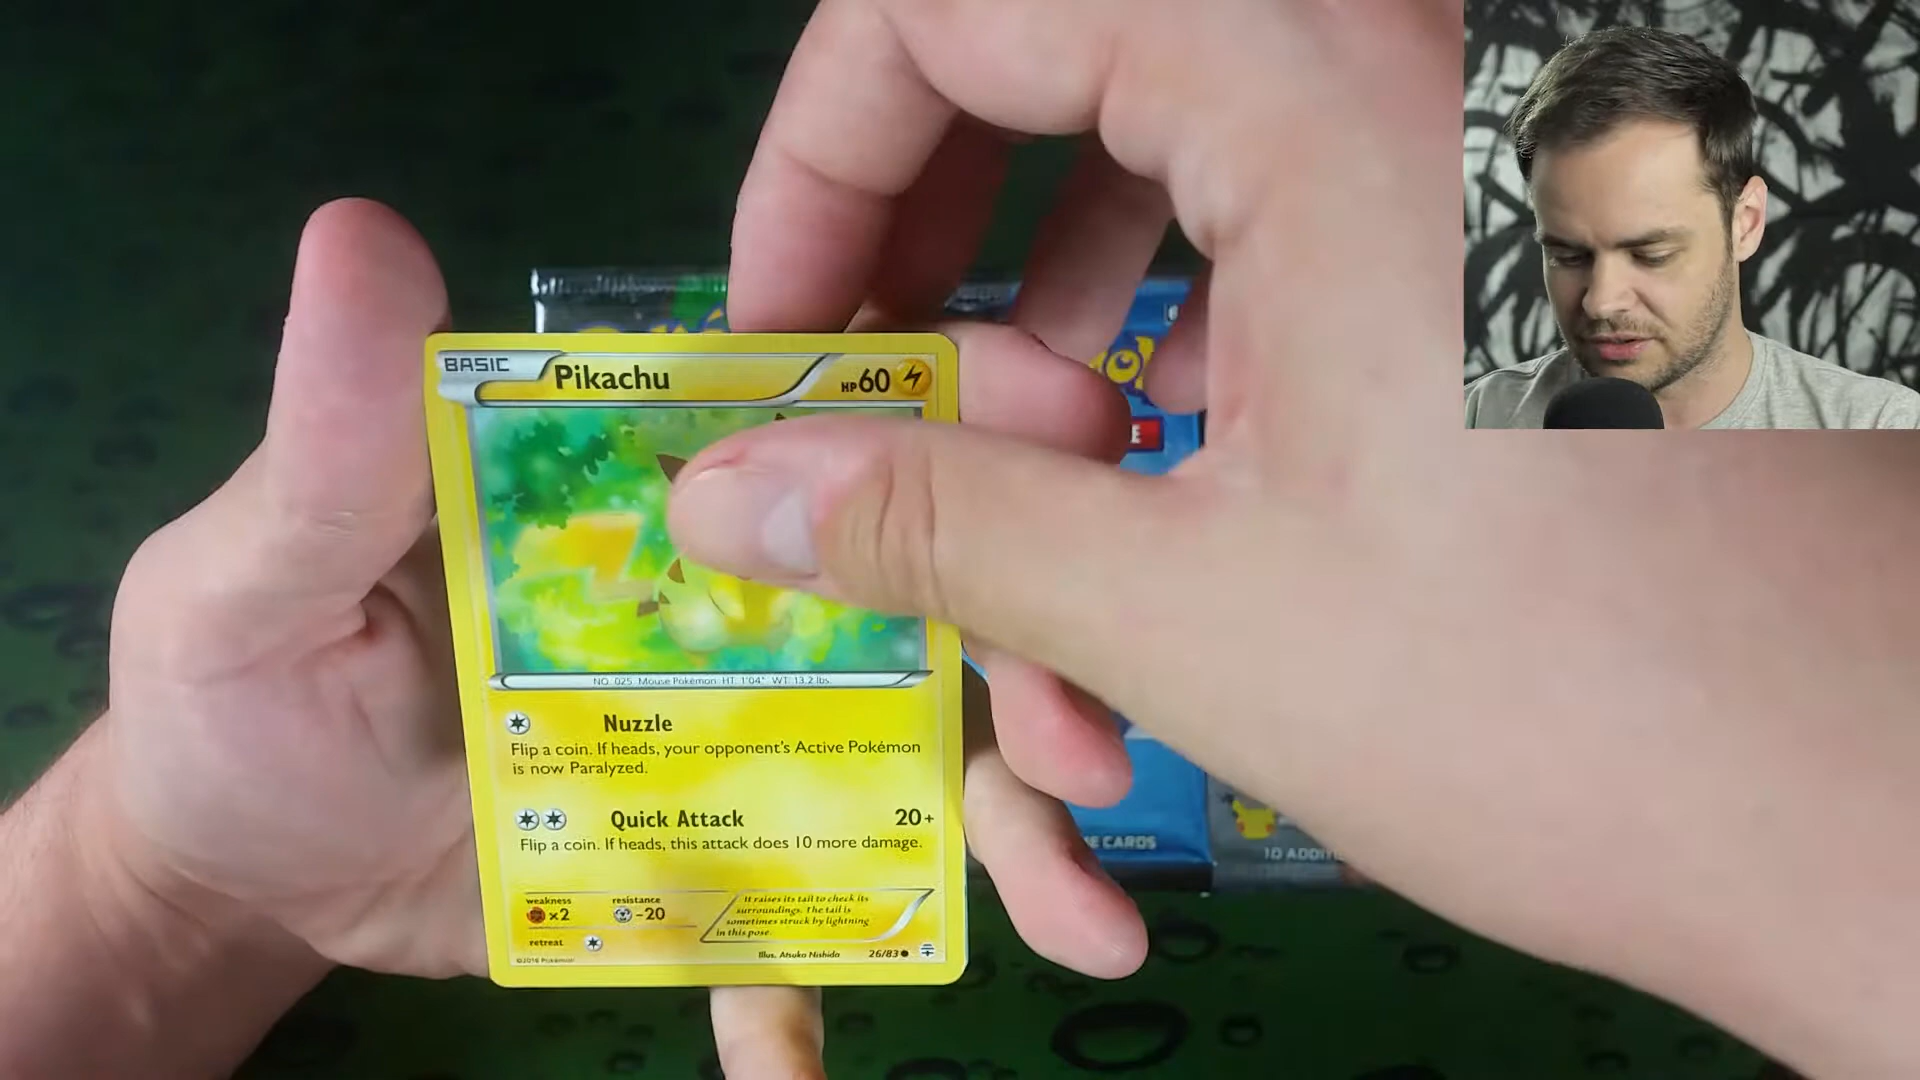 BASIC
Pikachu
HP 60
NO. 025 Mouse Pokémon HT: 1'04" WT: 13.2 lbs.
Nuzzle
Flip a coin. If heads, your opponent's Active Pokémon
is now Paralyzed.
Quick Attack 20+
Flip a coin. If heads, this attack does 10 more damage.
weakness resistance
×2 -20
It raises its tail to check its
surroundings. The tail is
sometimes struck by lightning
in this pose.
retreat
©2016 Pokémon
Illus. Atsuko Nishida 26/83
CARDS
10 ADDIT